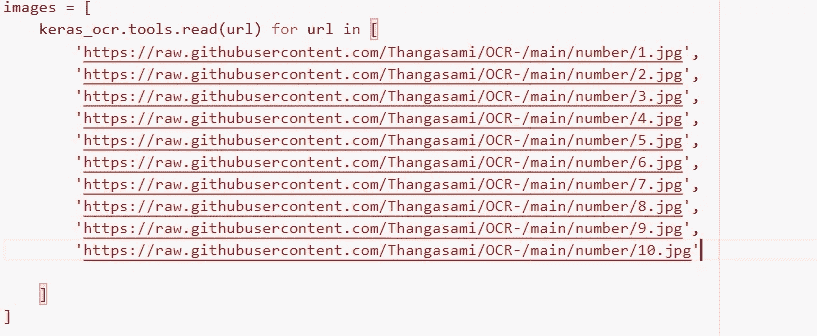 images = [
    keras_ocr.tools.read(url) for url in [
        'https://raw.githubusercontent.com/Thangasami/OCR-/main/number/1.jpg',
        'https://raw.githubusercontent.com/Thangasami/OCR-/main/number/2.jpg',
        'https://raw.githubusercontent.com/Thangasami/OCR-/main/number/3.jpg',
        'https://raw.githubusercontent.com/Thangasami/OCR-/main/number/4.jpg',
        'https://raw.githubusercontent.com/Thangasami/OCR-/main/number/5.jpg',
        'https://raw.githubusercontent.com/Thangasami/OCR-/main/number/6.jpg',
        'https://raw.githubusercontent.com/Thangasami/OCR-/main/number/7.jpg',
        'https://raw.githubusercontent.com/Thangasami/OCR-/main/number/8.jpg',
        'https://raw.githubusercontent.com/Thangasami/OCR-/main/number/9.jpg',
        'https://raw.githubusercontent.com/Thangasami/OCR-/main/number/10.jpg'
    ]
]